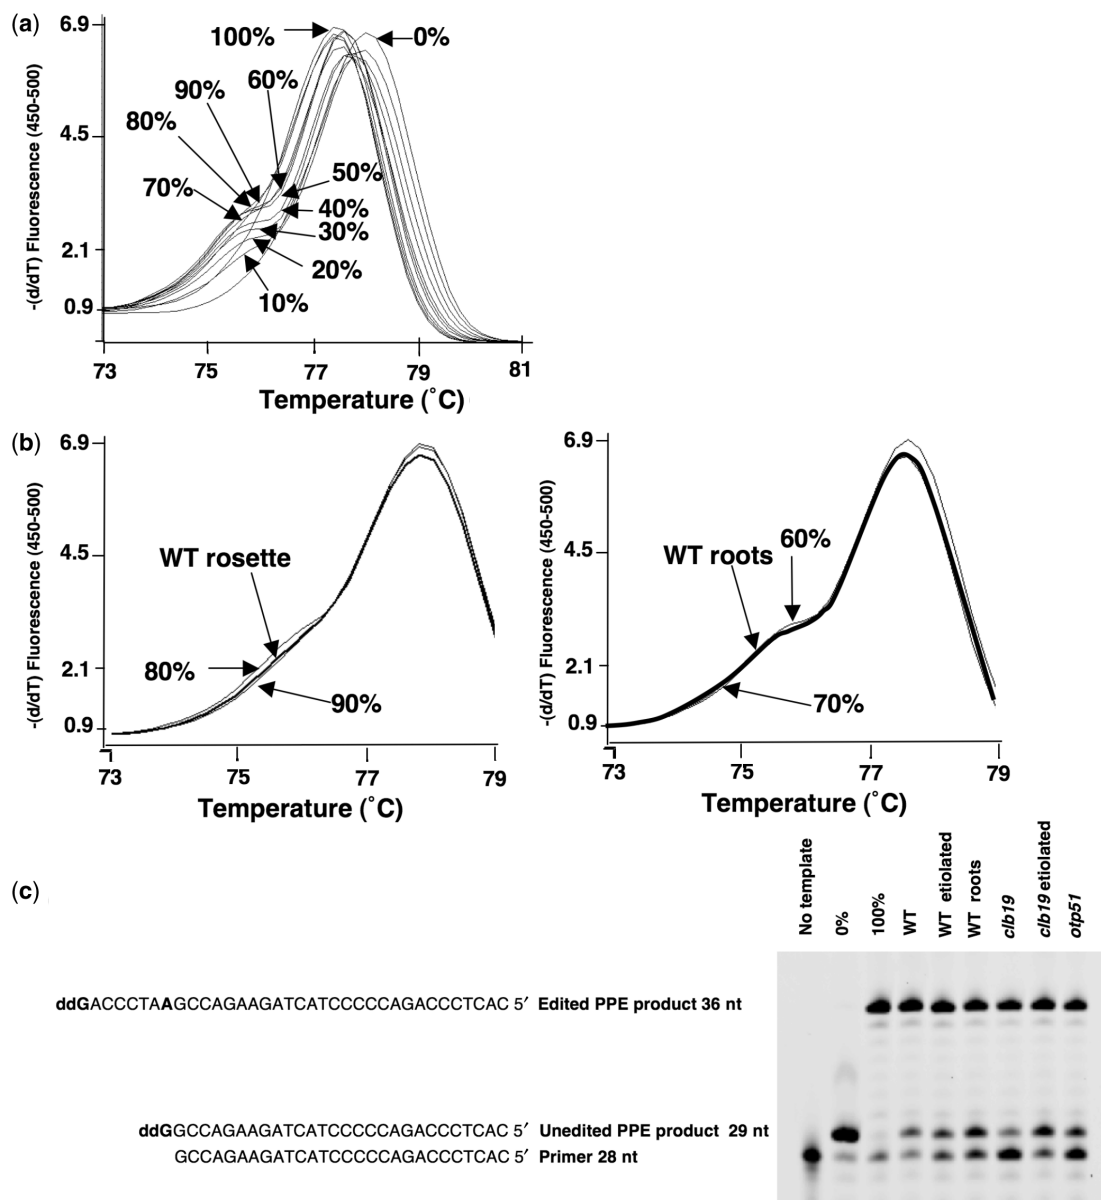 (a)
6.9
4.5
2.1
0.9
-(d/dT) Fluorescence (450-500)
100%
0%
90%
60%
80%
70%
50%
40%
30%
20%
10%
73 75 77 79 81
Temperature (˚C)
(b)
6.9
4.5
2.1
0.9
-(d/dT) Fluorescence (450-500)
WT rosette
80%
90%
73 75 77 79
Temperature (˚C)
6.9
4.5
2.1
0.9
-(d/dT) Fluorescence (450-500)
WT roots
60%
70%
73 75 77 79
Temperature (˚C)
(c)
No template
0%
100%
WT
WT etiolated
WT roots
clb19
clb19 etiolated
otp51
ddGACCCTAAGCCAGAAGATCATCCCCCAGACCCTCAC 5′ Edited PPE product 36 nt
ddGGCCAGAAGATCATCCCCCAGACCCTCAC 5′ Unedited PPE product 29 nt
GCCAGAAGATCATCCCCCAGACCCTCAC 5′ Primer 28 nt